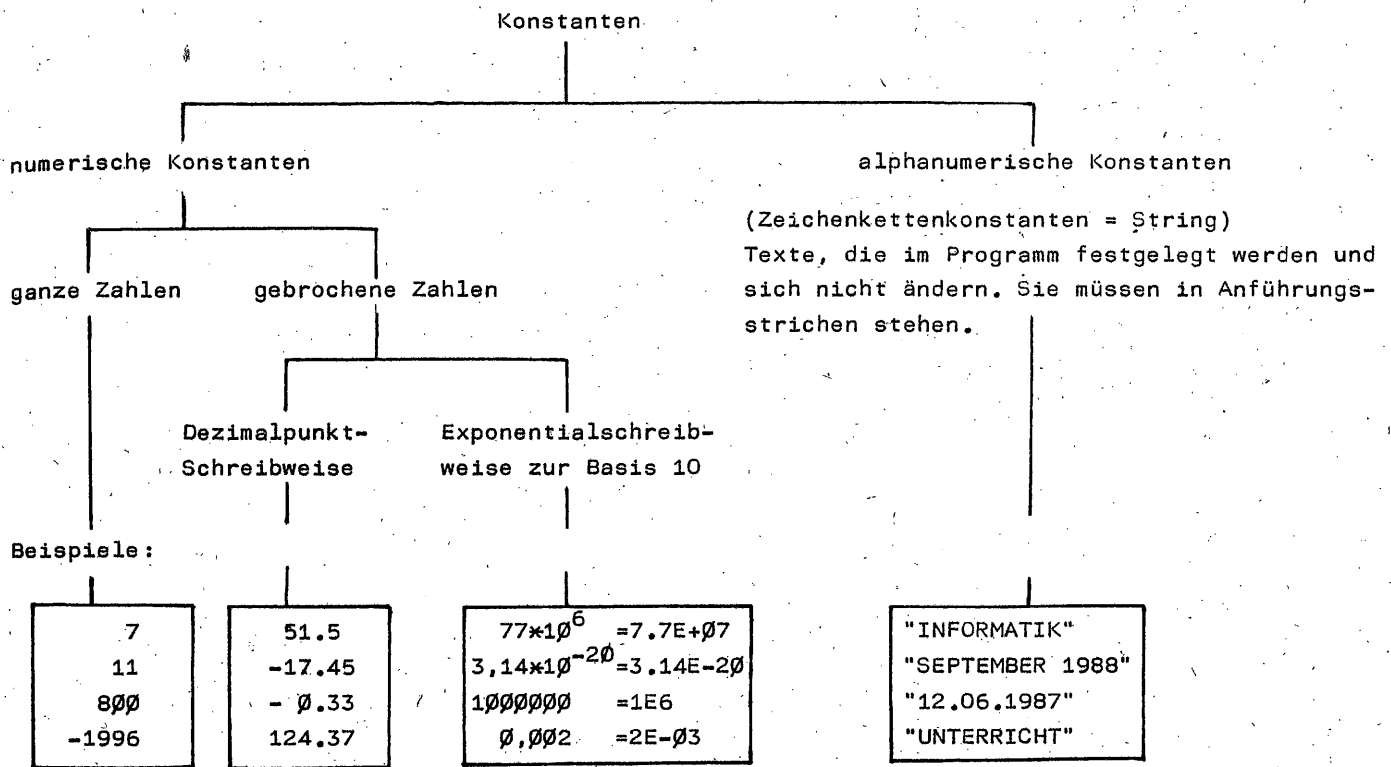 Konstanten
numerische Konstanten
alphanumerische Konstanten
(Zeichenkettenkonstanten = String)
Texte, die im Programm festgelegt werden und
sich nicht ändern. Sie müssen in Anführungs-
strichen stehen.
ganze Zahlen
gebrochene Zahlen
Dezimalpunkt-
Schreibweise
Exponentialschreib-
weise zur Basis 10
Beispiele:
7
11
8ØØ
-1996
51.5
-17.45
- Ø.33
124.37
77*1Ø⁶ =7.7E+Ø7
3,14*1Ø⁻²Ø=3.14E-2Ø
1ØØØØØØ =1E6
Ø,ØØ2 =2E-Ø3
"INFORMATIK"
"SEPTEMBER 1988"
"12.06.1987"
"UNTERRICHT"